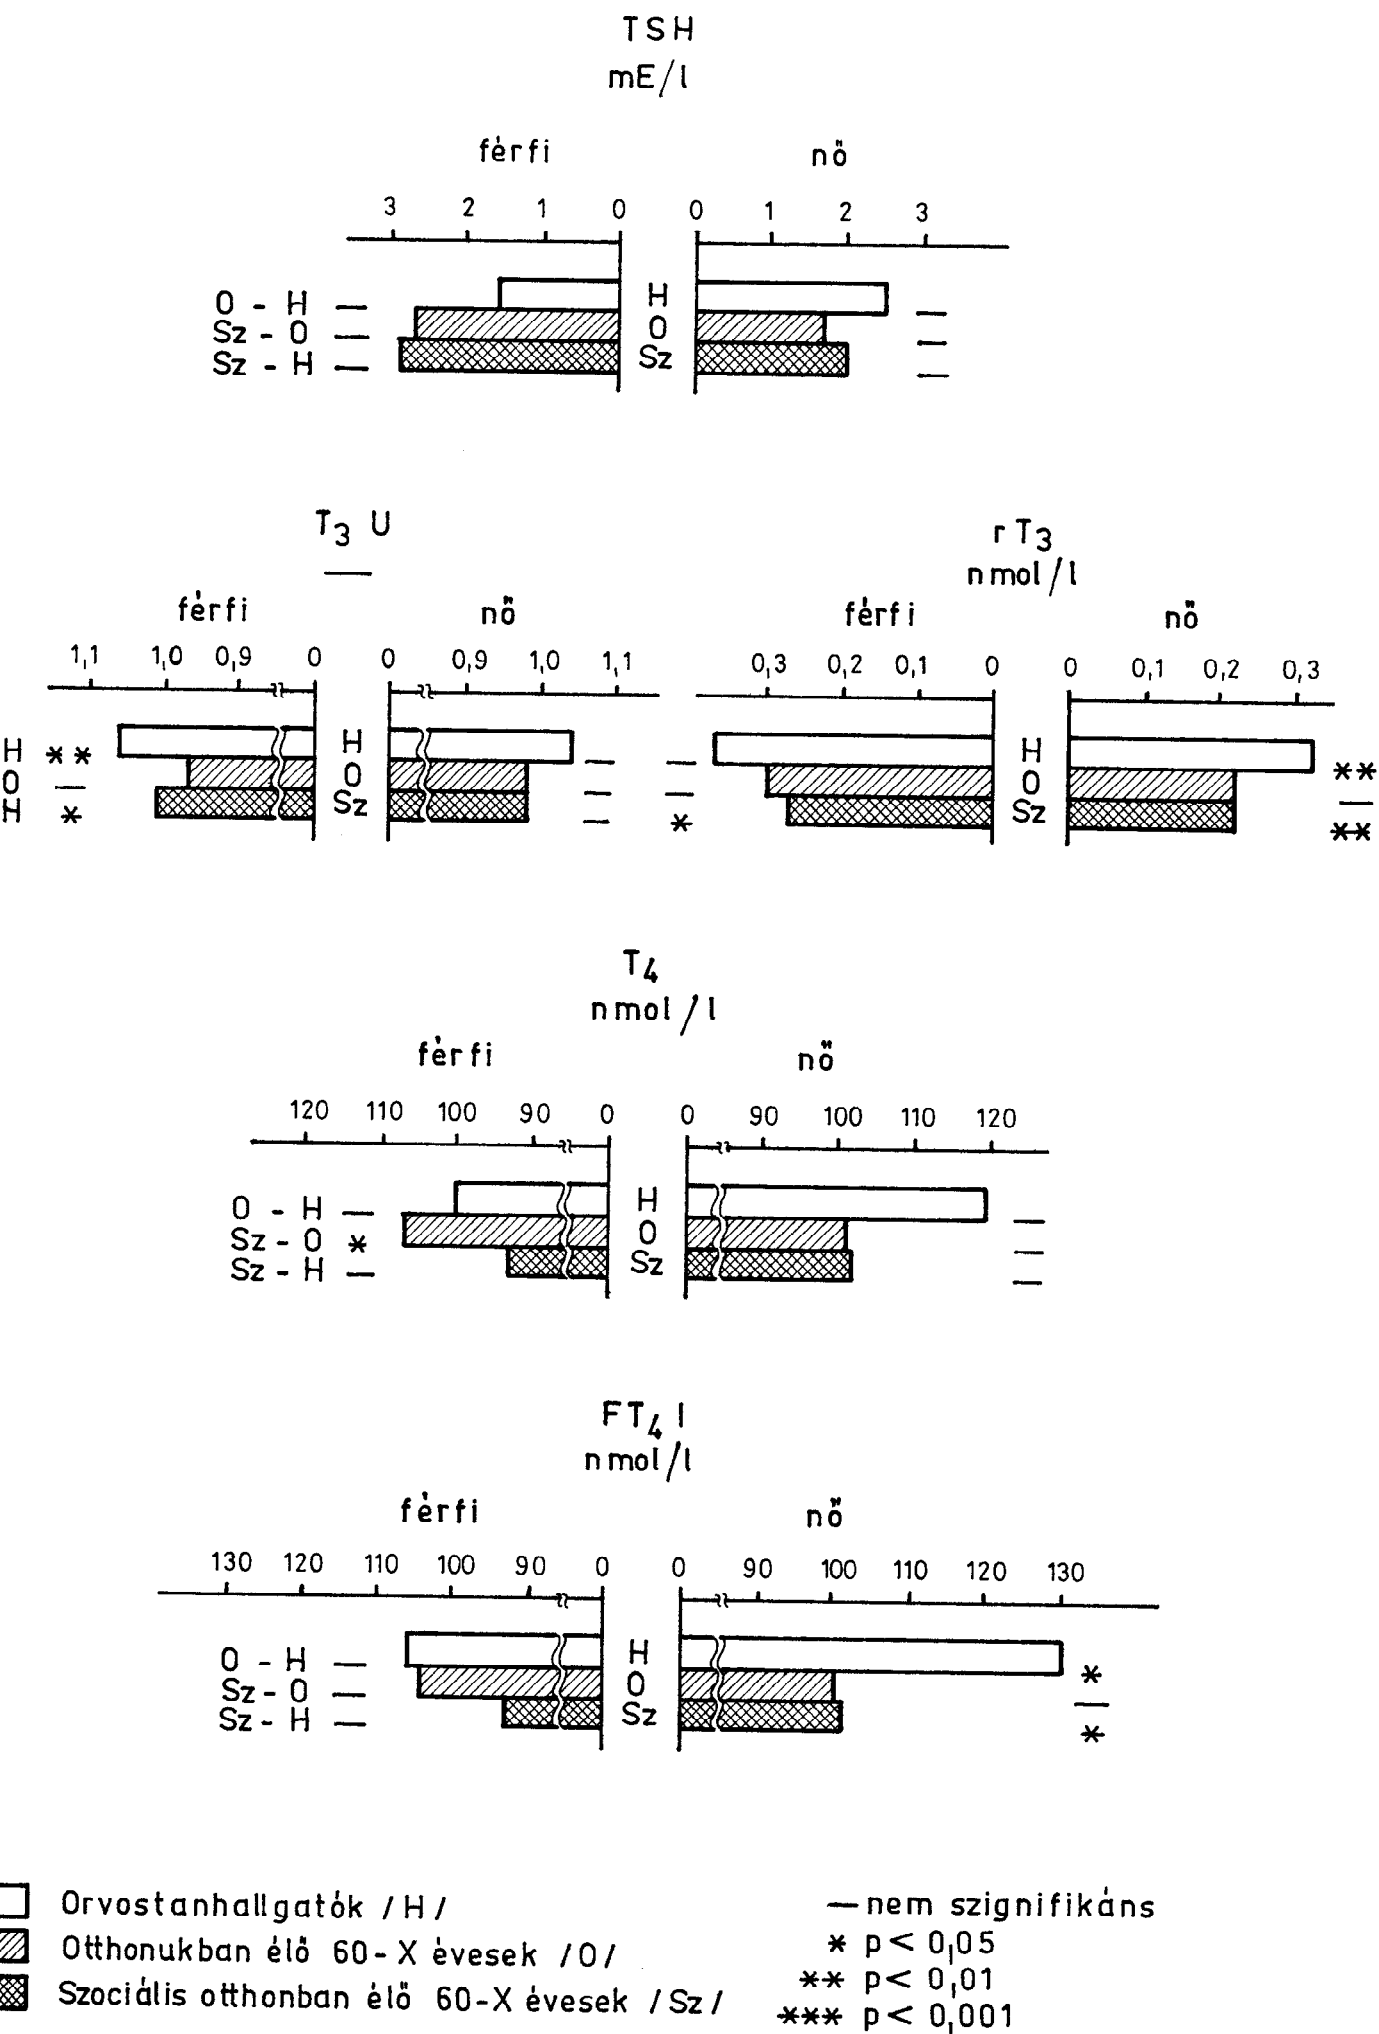 TSH
mE/l
férfi nő
3 2 1 0 0 1 2 3
O - H — H —
Sz - O — O —
Sz - H — Sz —
T₃ U
—
rT₃
nmol/l
férfi nő férfi nő
1,1 1,0 0,9 0 0 0,9 1,0 1,1 0,3 0,2 0,1 0 0 0,1 0,2 0,3
H ** H — — H **
O — O — — O —
H * Sz — * Sz **
T₄
nmol/l
férfi nő
120 110 100 90 0 0 90 100 110 120
O - H — H —
Sz - O * O —
Sz - H — Sz —
FT₄ I
nmol/l
férfi nő
130 120 110 100 90 0 0 90 100 110 120 130
O - H — H *
Sz - O — O —
Sz - H — Sz *
Orvostanhallgatók /H/ — nem szignifikáns
Otthonukban élő 60-X évesek /O/ * p < 0,05
** p < 0,01
Szociális otthonban élő 60-X évesek /Sz/ *** p < 0,001